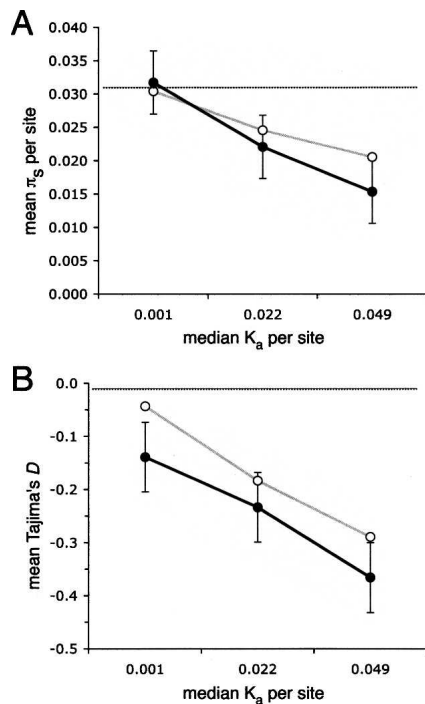 A
0.040
0.035
0.030
0.025
0.020
0.015
0.010
0.005
0.000
mean πs per site
0.001 0.022 0.049
median Ka per site
B
0.0
-0.1
-0.2
-0.3
-0.4
-0.5
mean Tajima's D
0.001 0.022 0.049
median Ka per site